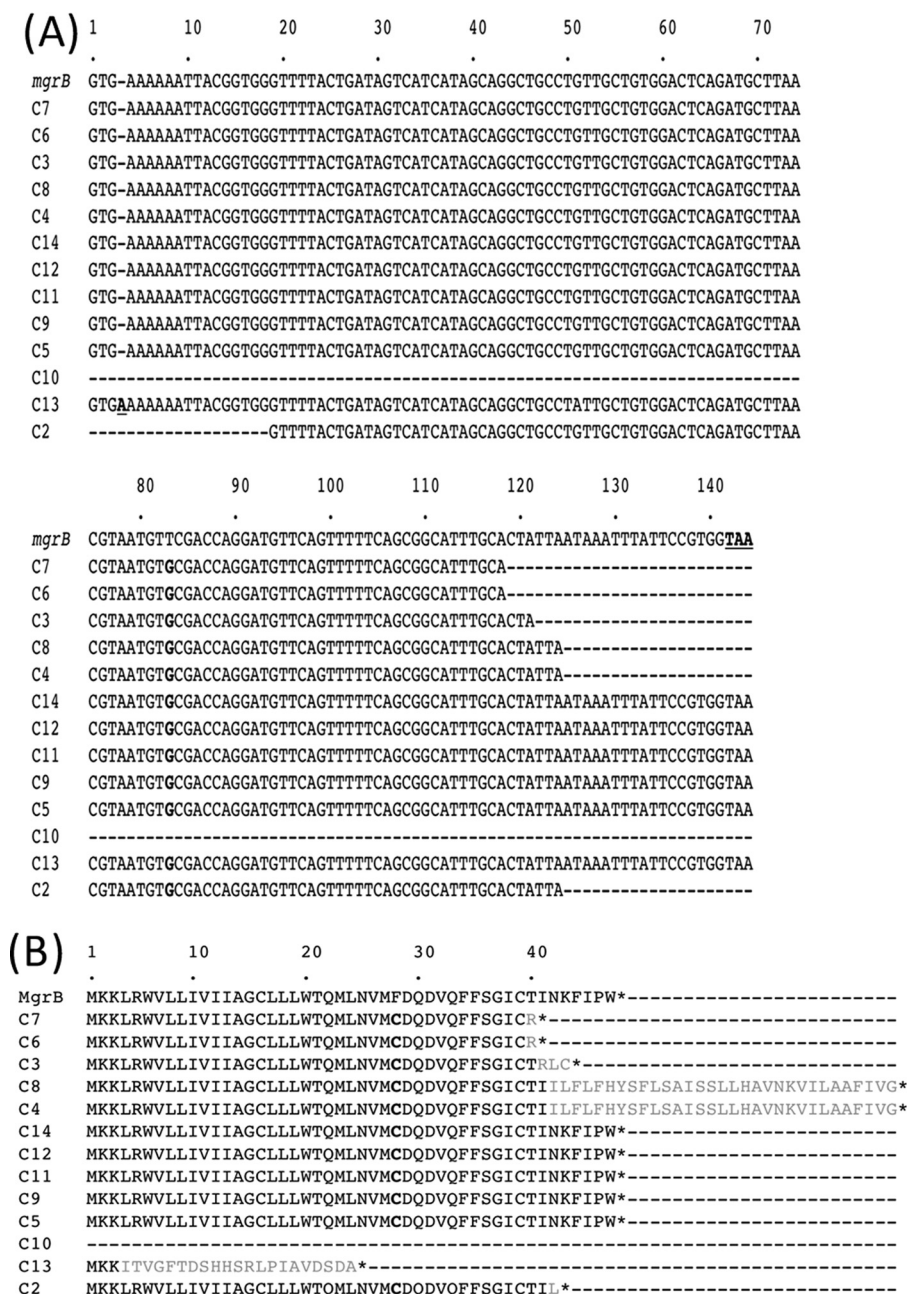 (A)
1 10 20 30 40 50 60 70
mgrB GTG-AAAAAATTACGGTGGGTTTTACTGATAGTCATCATAGCAGGCTGCCTGTTGCTGTGGACTCAGATGCTTAA
C7 GTG-AAAAAATTACGGTGGGTTTTACTGATAGTCATCATAGCAGGCTGCCTGTTGCTGTGGACTCAGATGCTTAA
C6 GTG-AAAAAATTACGGTGGGTTTTACTGATAGTCATCATAGCAGGCTGCCTGTTGCTGTGGACTCAGATGCTTAA
C3 GTG-AAAAAATTACGGTGGGTTTTACTGATAGTCATCATAGCAGGCTGCCTGTTGCTGTGGACTCAGATGCTTAA
C8 GTG-AAAAAATTACGGTGGGTTTTACTGATAGTCATCATAGCAGGCTGCCTGTTGCTGTGGACTCAGATGCTTAA
C4 GTG-AAAAAATTACGGTGGGTTTTACTGATAGTCATCATAGCAGGCTGCCTGTTGCTGTGGACTCAGATGCTTAA
C14 GTG-AAAAAATTACGGTGGGTTTTACTGATAGTCATCATAGCAGGCTGCCTGTTGCTGTGGACTCAGATGCTTAA
C12 GTG-AAAAAATTACGGTGGGTTTTACTGATAGTCATCATAGCAGGCTGCCTGTTGCTGTGGACTCAGATGCTTAA
C11 GTG-AAAAAATTACGGTGGGTTTTACTGATAGTCATCATAGCAGGCTGCCTGTTGCTGTGGACTCAGATGCTTAA
C9 GTG-AAAAAATTACGGTGGGTTTTACTGATAGTCATCATAGCAGGCTGCCTGTTGCTGTGGACTCAGATGCTTAA
C5 GTG-AAAAAATTACGGTGGGTTTTACTGATAGTCATCATAGCAGGCTGCCTGTTGCTGTGGACTCAGATGCTTAA
C10 ---------------------------------------------------------------------------
C13 GTGAAAAAAATTACGGTGGGTTTTACTGATAGTCATCATAGCAGGCTGCCTATTGCTGTGGACTCAGATGCTTAA
C2 -------------------GTTTTACTGATAGTCATCATAGCAGGCTGCCTGTTGCTGTGGACTCAGATGCTTAA
80 90 100 110 120 130 140
mgrB CGTAATGTTCGACCAGGATGTTCAGTTTTTCAGCGGCATTTGCACTATTAATAAATTTATTCCGTGGTAA
C7 CGTAATGTGCGACCAGGATGTTCAGTTTTTCAGCGGCATTTGCA--------------------------
C6 CGTAATGTGCGACCAGGATGTTCAGTTTTTCAGCGGCATTTGCA--------------------------
C3 CGTAATGTGCGACCAGGATGTTCAGTTTTTCAGCGGCATTTGCACTA-----------------------
C8 CGTAATGTGCGACCAGGATGTTCAGTTTTTCAGCGGCATTTGCACTATTA--------------------
C4 CGTAATGTGCGACCAGGATGTTCAGTTTTTCAGCGGCATTTGCACTATTA--------------------
C14 CGTAATGTGCGACCAGGATGTTCAGTTTTTCAGCGGCATTTGCACTATTAATAAATTTATTCCGTGGTAA
C12 CGTAATGTGCGACCAGGATGTTCAGTTTTTCAGCGGCATTTGCACTATTAATAAATTTATTCCGTGGTAA
C11 CGTAATGTGCGACCAGGATGTTCAGTTTTTCAGCGGCATTTGCACTATTAATAAATTTATTCCGTGGTAA
C9 CGTAATGTGCGACCAGGATGTTCAGTTTTTCAGCGGCATTTGCACTATTAATAAATTTATTCCGTGGTAA
C5 CGTAATGTGCGACCAGGATGTTCAGTTTTTCAGCGGCATTTGCACTATTAATAAATTTATTCCGTGGTAA
C10 ----------------------------------------------------------------------
C13 CGTAATGTGCGACCAGGATGTTCAGTTTTTCAGCGGCATTTGCACTATTAATAAATTTATTCCGTGGTAA
C2 CGTAATGTGCGACCAGGATGTTCAGTTTTTCAGCGGCATTTGCACTATTA--------------------
(B)
1 10 20 30 40
MgrB MKKLRWVLLIVIIAGCLLLWTQMLNVMFDQDVQFFSGICTINKFIPW*------------------------
C7 MKKLRWVLLIVIIAGCLLLWTQMLNVMCDQDVQFFSGICR*-------------------------------
C6 MKKLRWVLLIVIIAGCLLLWTQMLNVMCDQDVQFFSGICR*-------------------------------
C3 MKKLRWVLLIVIIAGCLLLWTQMLNVMCDQDVQFFSGICTRLC*----------------------------
C8 MKKLRWVLLIVIIAGCLLLWTQMLNVMCDQDVQFFSGICTIILFLFHYSFLSAISSLLHAVNKVILAAFIVG*
C4 MKKLRWVLLIVIIAGCLLLWTQMLNVMCDQDVQFFSGICTIILFLFHYSFLSAISSLLHAVNKVILAAFIVG*
C14 MKKLRWVLLIVIIAGCLLLWTQMLNVMCDQDVQFFSGICTINKFIPW*------------------------
C12 MKKLRWVLLIVIIAGCLLLWTQMLNVMCDQDVQFFSGICTINKFIPW*------------------------
C11 MKKLRWVLLIVIIAGCLLLWTQMLNVMCDQDVQFFSGICTINKFIPW*------------------------
C9 MKKLRWVLLIVIIAGCLLLWTQMLNVMCDQDVQFFSGICTINKFIPW*------------------------
C5 MKKLRWVLLIVIIAGCLLLWTQMLNVMCDQDVQFFSGICTINKFIPW*------------------------
C10 ------------------------------------------------------------------------
C13 MKKITVGFTDSHHSRLPIAVDSDA*-----------------------------------------------
C2 MKKLRWVLLIVIIAGCLLLWTQMLNVMCDQDVQFFSGICTIL*-----------------------------